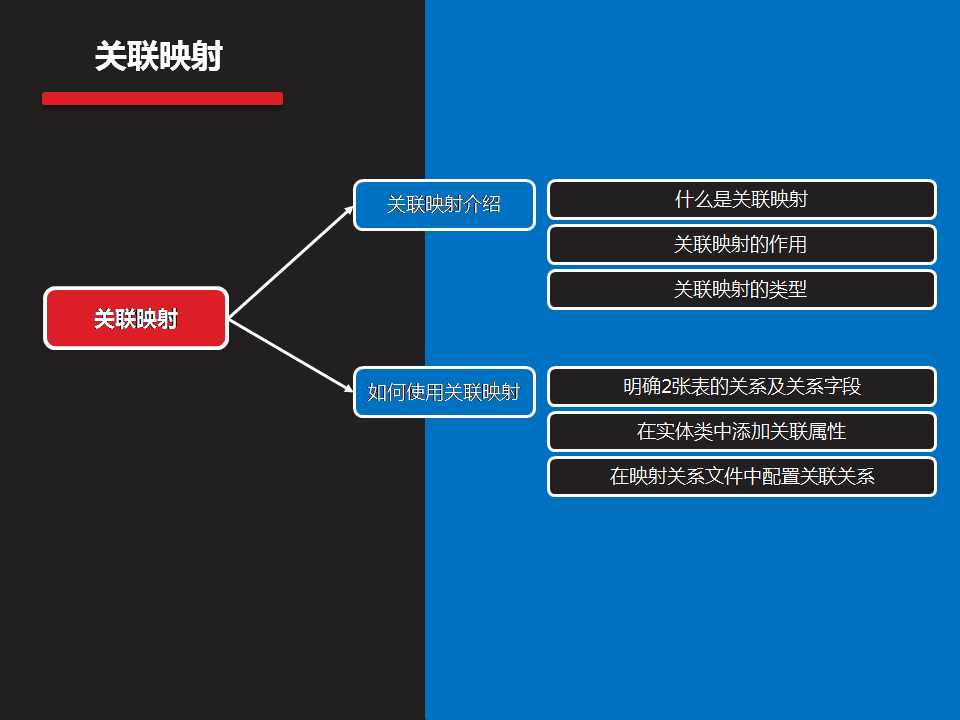 关联映射
关联映射
关联映射介绍
什么是关联映射
关联映射的作用
关联映射的类型
如何使用关联映射
明确2张表的关系及关系字段
在实体类中添加关联属性
在映射关系文件中配置关联关系